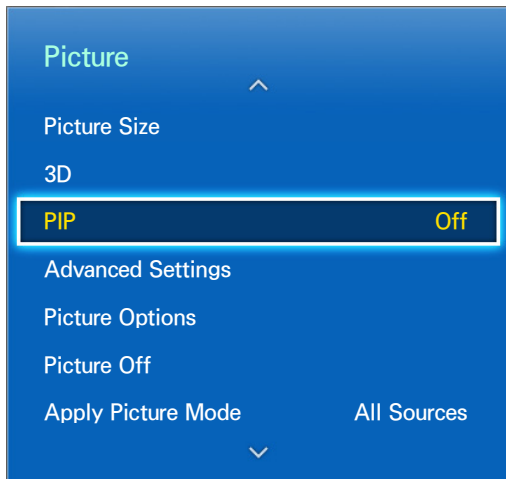 Picture
Picture Size
3D
PIP Off
Advanced Settings
Picture Options
Picture Off
Apply Picture Mode All Sources